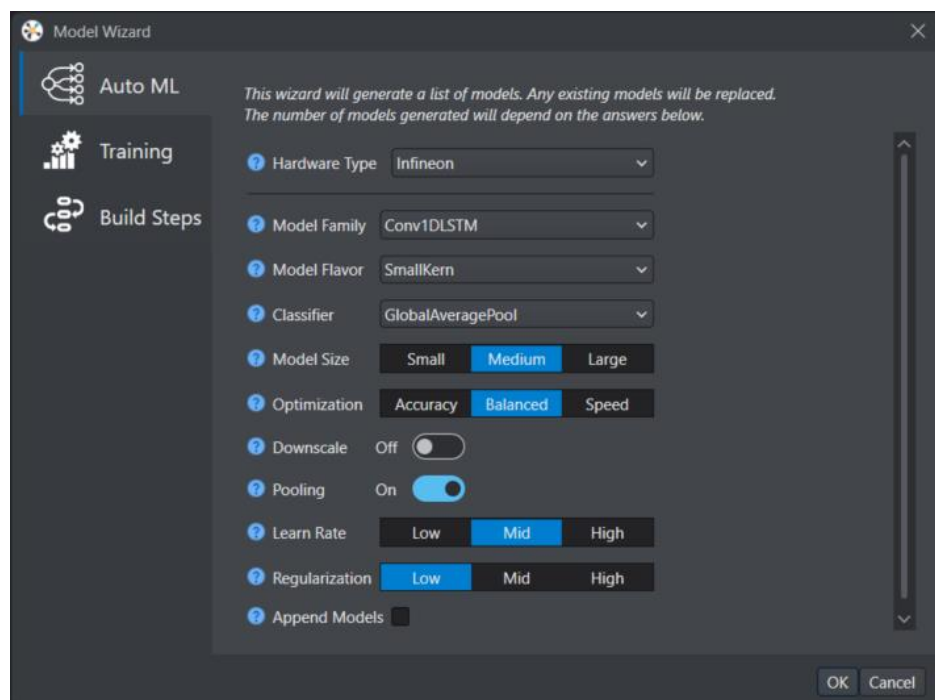 Model Wizard
Auto ML
Training
Build Steps
This wizard will generate a list of models. Any existing models will be replaced.
The number of models generated will depend on the answers below.
Hardware Type Infineon
Model Family Conv1DLSTM
Model Flavor SmallKern
Classifier GlobalAveragePool
Model Size Small Medium Large
Optimization Accuracy Balanced Speed
Downscale Off
Pooling On
Learn Rate Low Mid High
Regularization Low Mid High
Append Models
OK Cancel